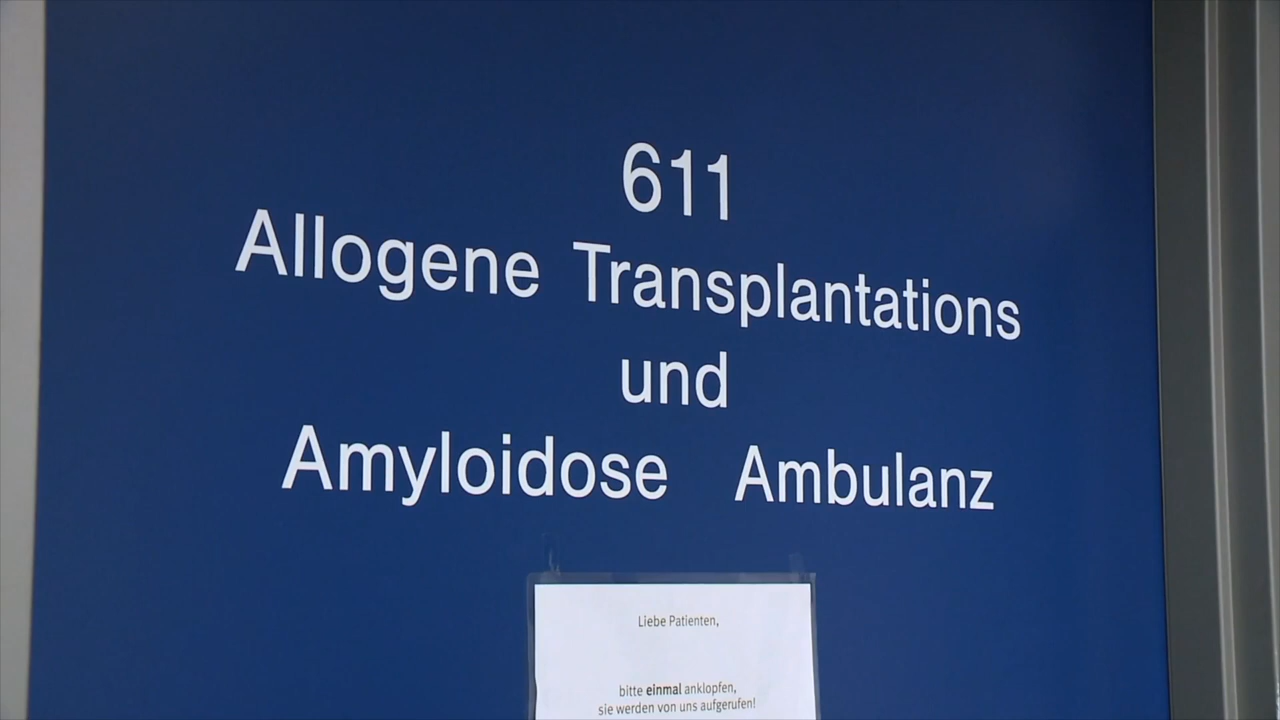 611
Allogene Transplantations
und
Amyloidose Ambulanz
Liebe Patienten,
bitte einmal anklopfen,
sie werden von uns aufgerufen!